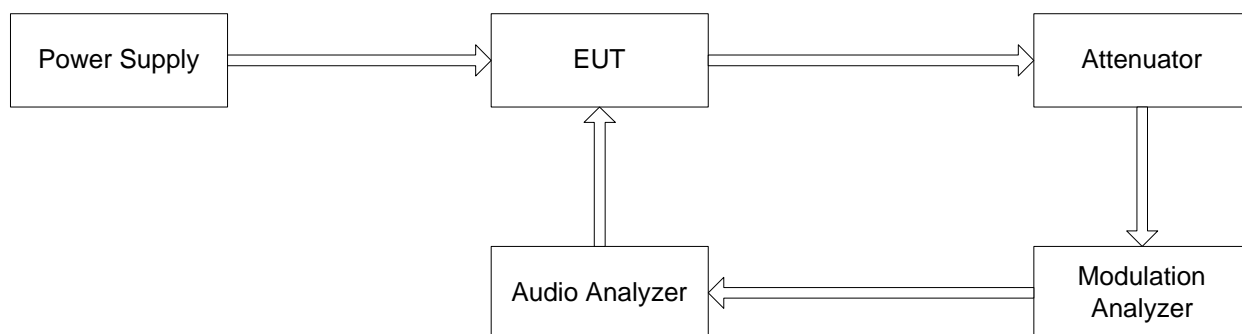 Power Supply
EUT
Attenuator
Audio Analyzer
Modulation
Analyzer